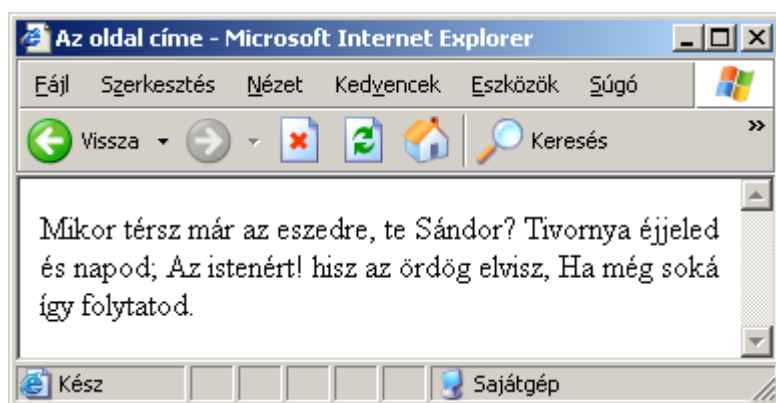 Az oldal címe - Microsoft Internet Explorer
Fájl Szerkesztés Nézet Kedvencek Eszközök Súgó
Vissza Keresés »
Mikor térsz már az eszedre, te Sándor? Tivornya éjjeled
és napod; Az istenért! hisz az ördög elvisz, Ha még soká
így folytatod.
Kész Sajátgép